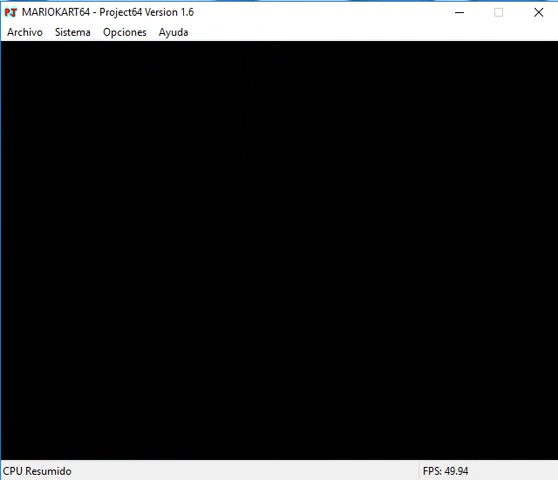 MARIOKART64 - Project64 Version 1.6
Archivo Sistema Opciones Ayuda
CPU Resumido FPS: 49.94